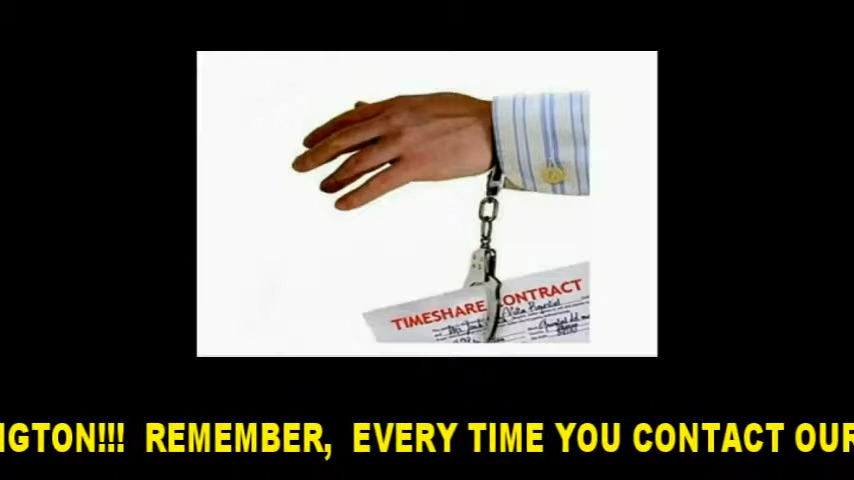 TIMESHARE CONTRACT
IGTON!!! REMEMBER, EVERY TIME YOU CONTACT OUR